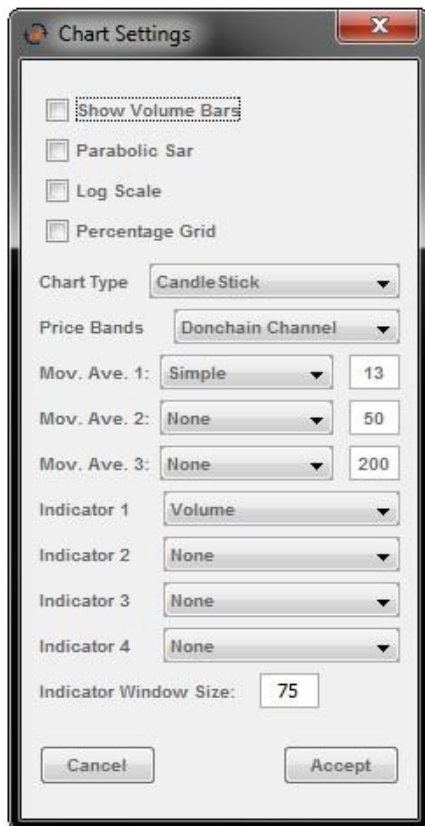 Chart Settings
Show Volume Bars
Parabolic Sar
Log Scale
Percentage Grid
Chart Type CandleStick
Price Bands Donchain Channel
Mov. Ave. 1: Simple 13
Mov. Ave. 2: None 50
Mov. Ave. 3: None 200
Indicator 1 Volume
Indicator 2 None
Indicator 3 None
Indicator 4 None
Indicator Window Size: 75
Cancel Accept